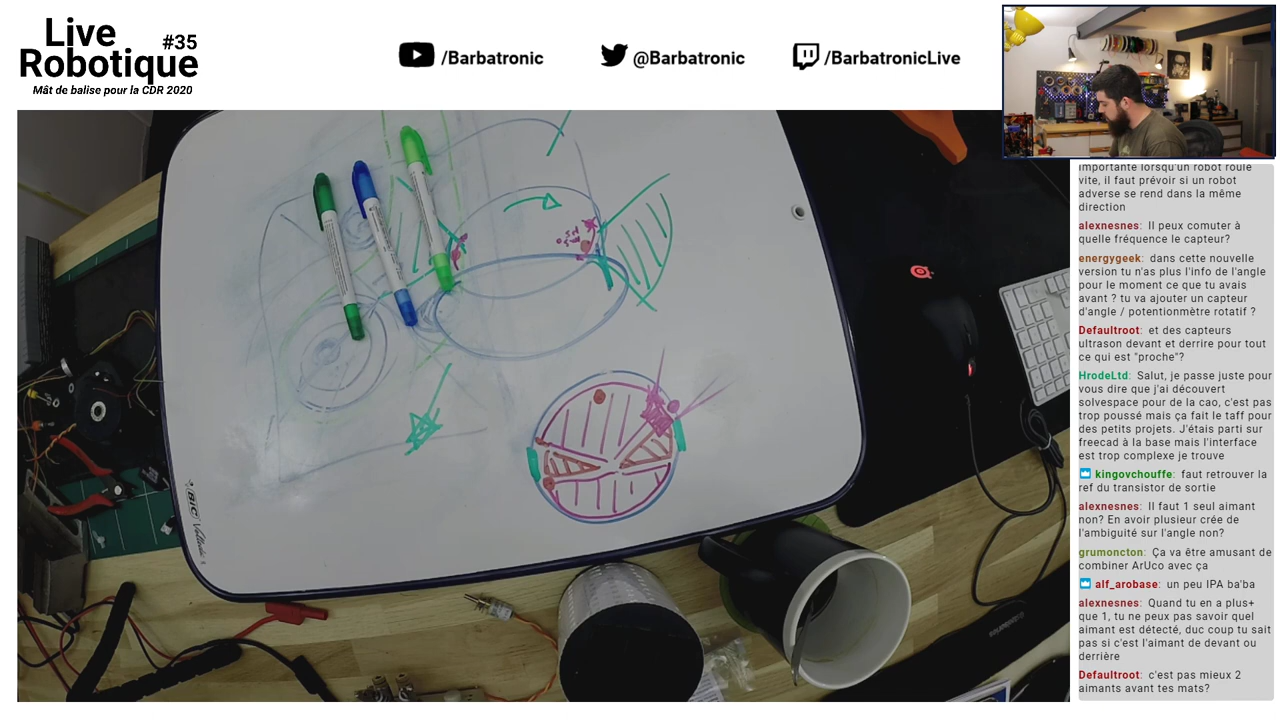 Live
Robotique #35
Mât de balise pour la CDR 2020
/Barbatronic
@Barbatronic
/BarbatronicLive
importante lorsqu'un robot roule
vite, il faut prévoir si un robot
adverse se rend dans la même
direction
alexnesnes: Il peux comuter à
quelle fréquence le capteur?
energygeek: dans cette nouvelle
version tu n'as plus l'info de l'angle
pour le moment ce que tu avais
avant ? tu va ajouter un capteur
d'angle / potentionmètre rotatif ?
Defaultroot: et des capteurs
ultrason devant et derrire pour tout
ce qui est "proche"?
HrodeLtd: Salut, je passe juste pour
vous dire que j'ai découvert
solvespace pour de la cao, c'est pas
trop poussé mais ça fait le taff pour
des petits projets. J'étais parti sur
freecad à la base mais l'interface
est trop complexe je trouve
kingovchouffe: faut retrouver la
ref du transistor de sortie
alexnesnes: Il faut 1 seul aimant
non? En avoir plusieur crée de
l'ambiguité sur l'angle non?
grumoncton: Ça va être amusant de
combiner ArUco avec ça
alf_arobase: un peu IPA ba'ba
alexnesnes: Quand tu en a plus+
que 1, tu ne peux pas savoir quel
aimant est détecté, duc coup tu sait
pas si c'est l'aimant de devant ou
derrière
Defaultroot: c'est pas mieux 2
aimants avant tes mats?
BIC Velleda